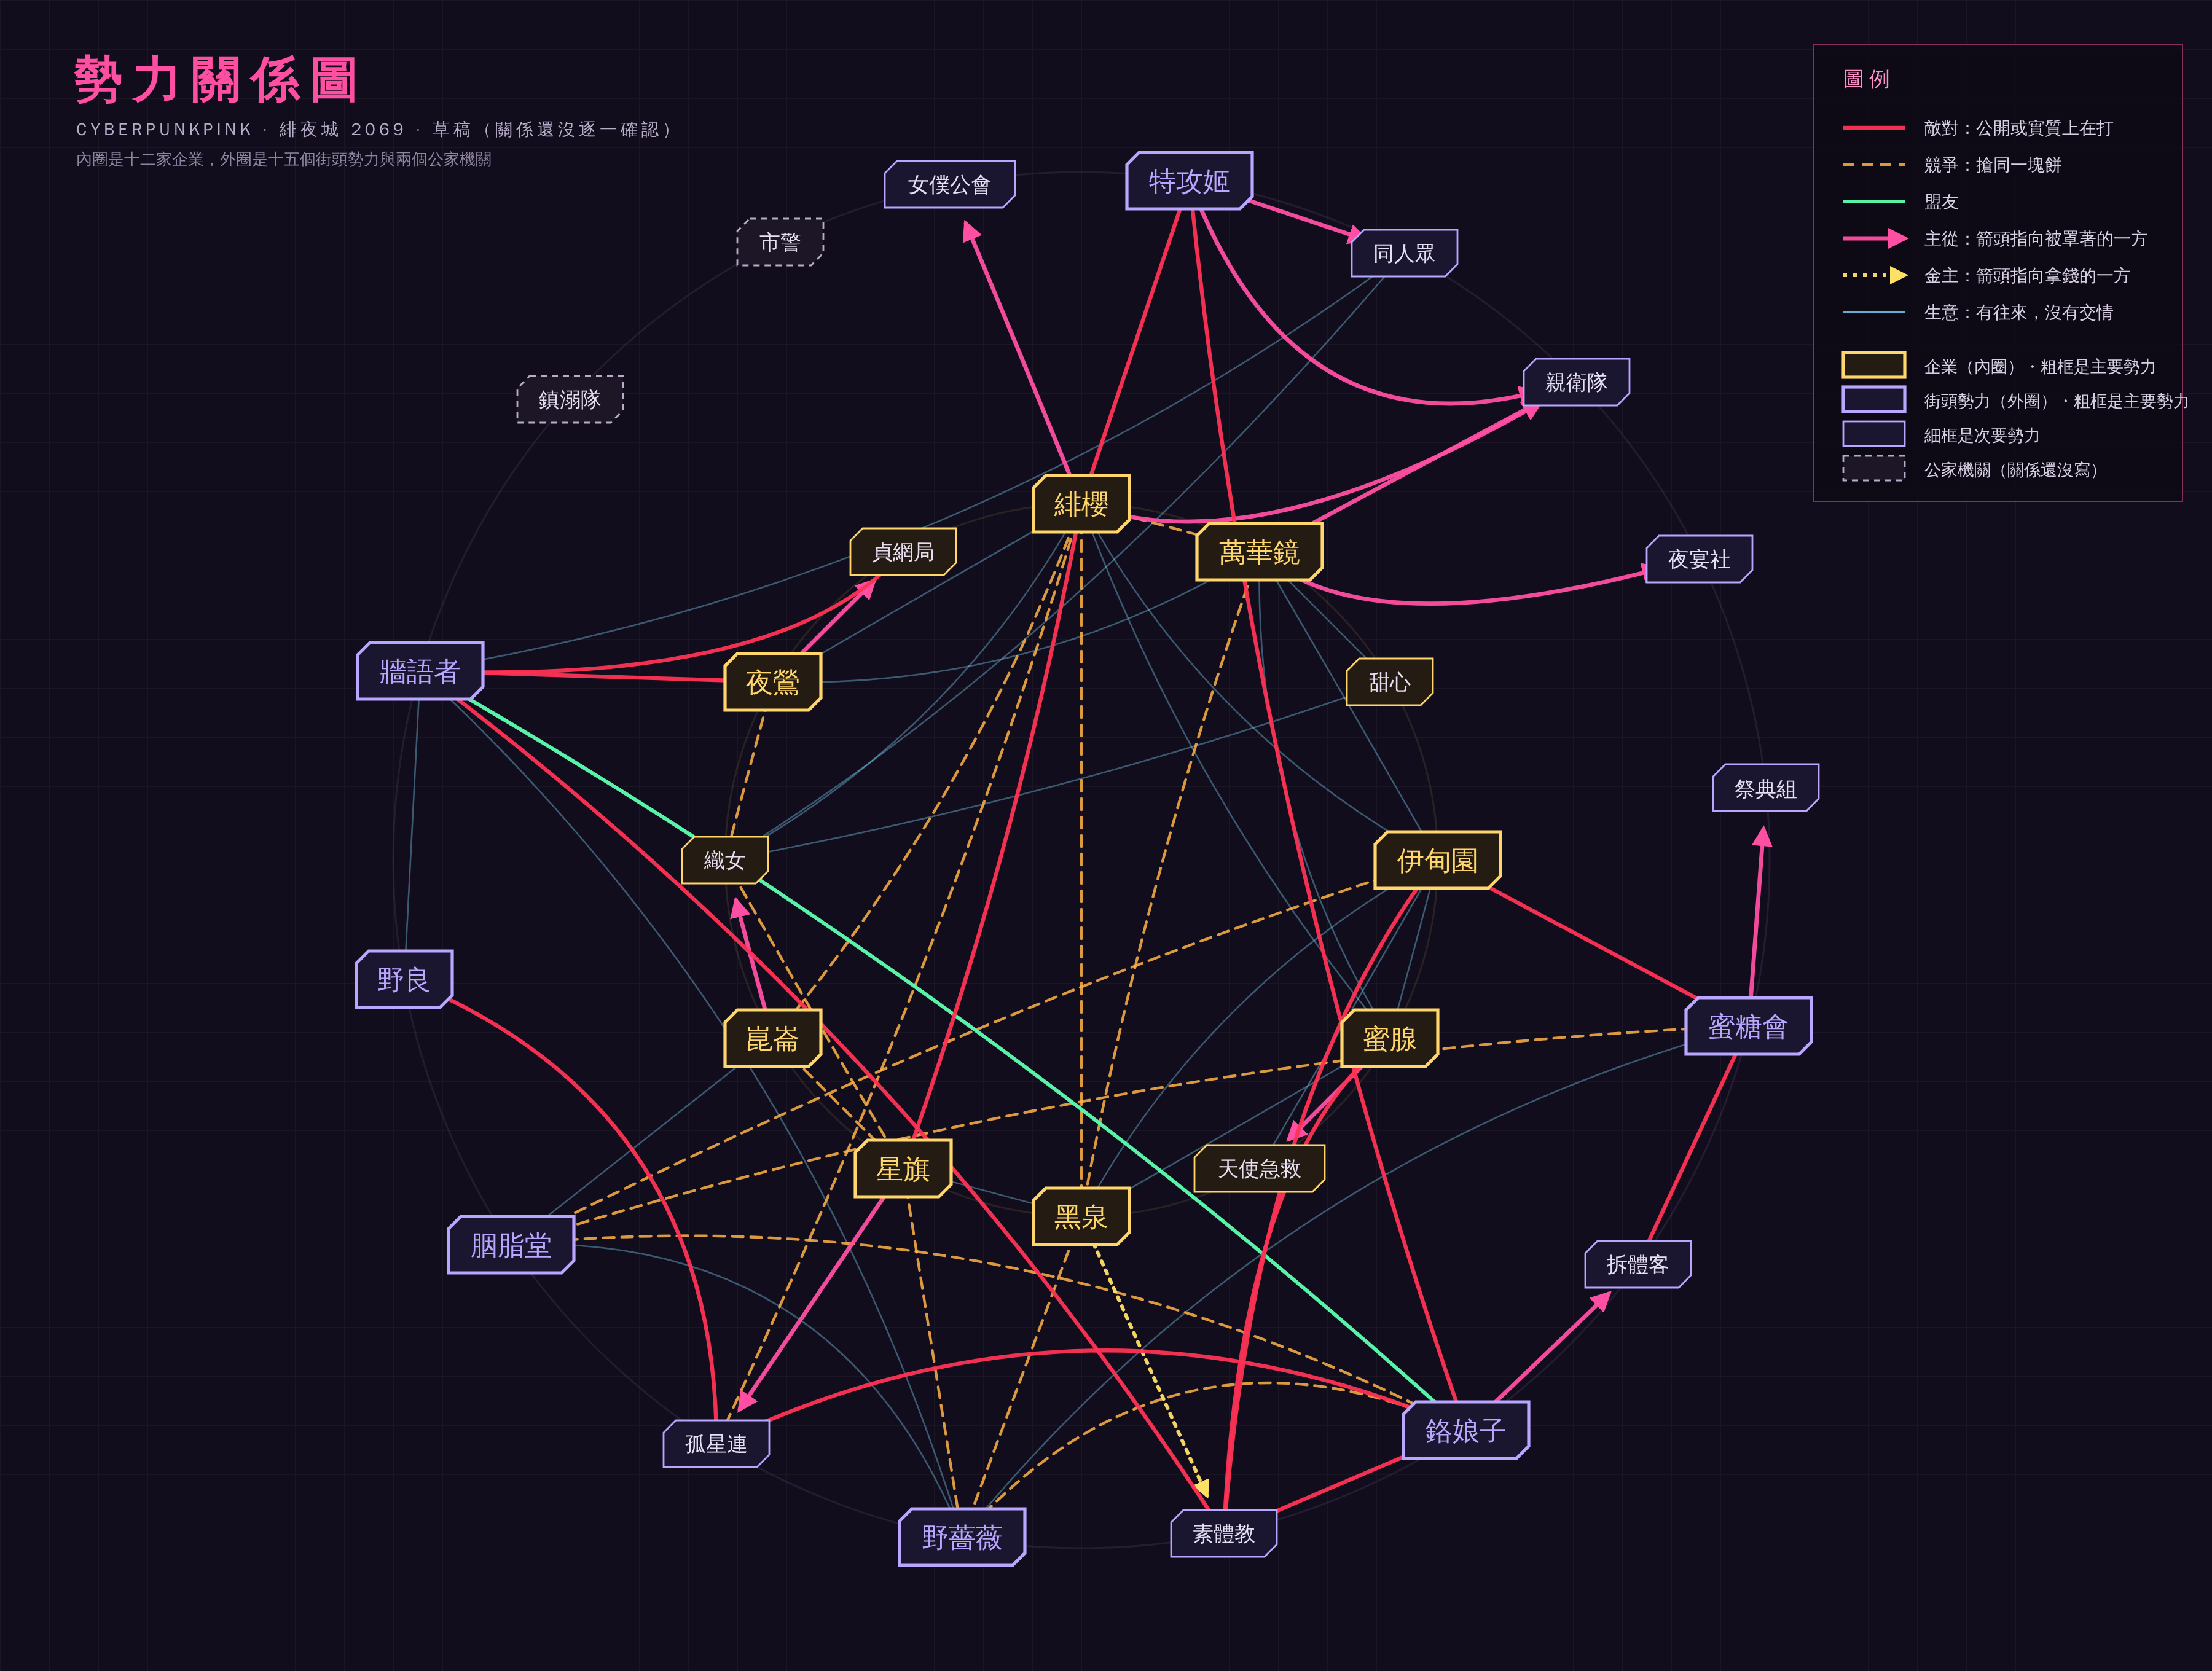 勢力關係圖
CYBERPUNKPINK · 緋夜城 2069 · 草稿（關係還沒逐一確認）
內圈是十二家企業，外圈是十五個街頭勢力與兩個公家機關
圖例
敵對：公開或實質上在打
競爭：搶同一塊餅
盟友
主從：箭頭指向被罩著的一方
金主：箭頭指向拿錢的一方
生意：有往來，沒有交情
企業（內圈）・粗框是主要勢力
街頭勢力（外圈）・粗框是主要勢力
細框是次要勢力
公家機關（關係還沒寫）
女僕公會
特攻姬
市警
同人眾
親衛隊
鎮溺隊
緋櫻
貞網局
萬華鏡
夜宴社
牆語者
夜鶯
甜心
祭典組
織女
伊甸園
野良
崑崙
蜜腺
蜜糖會
星旗
天使急救
黑泉
胭脂堂
拆體客
孤星連
鉻娘子
野薔薇
素體教